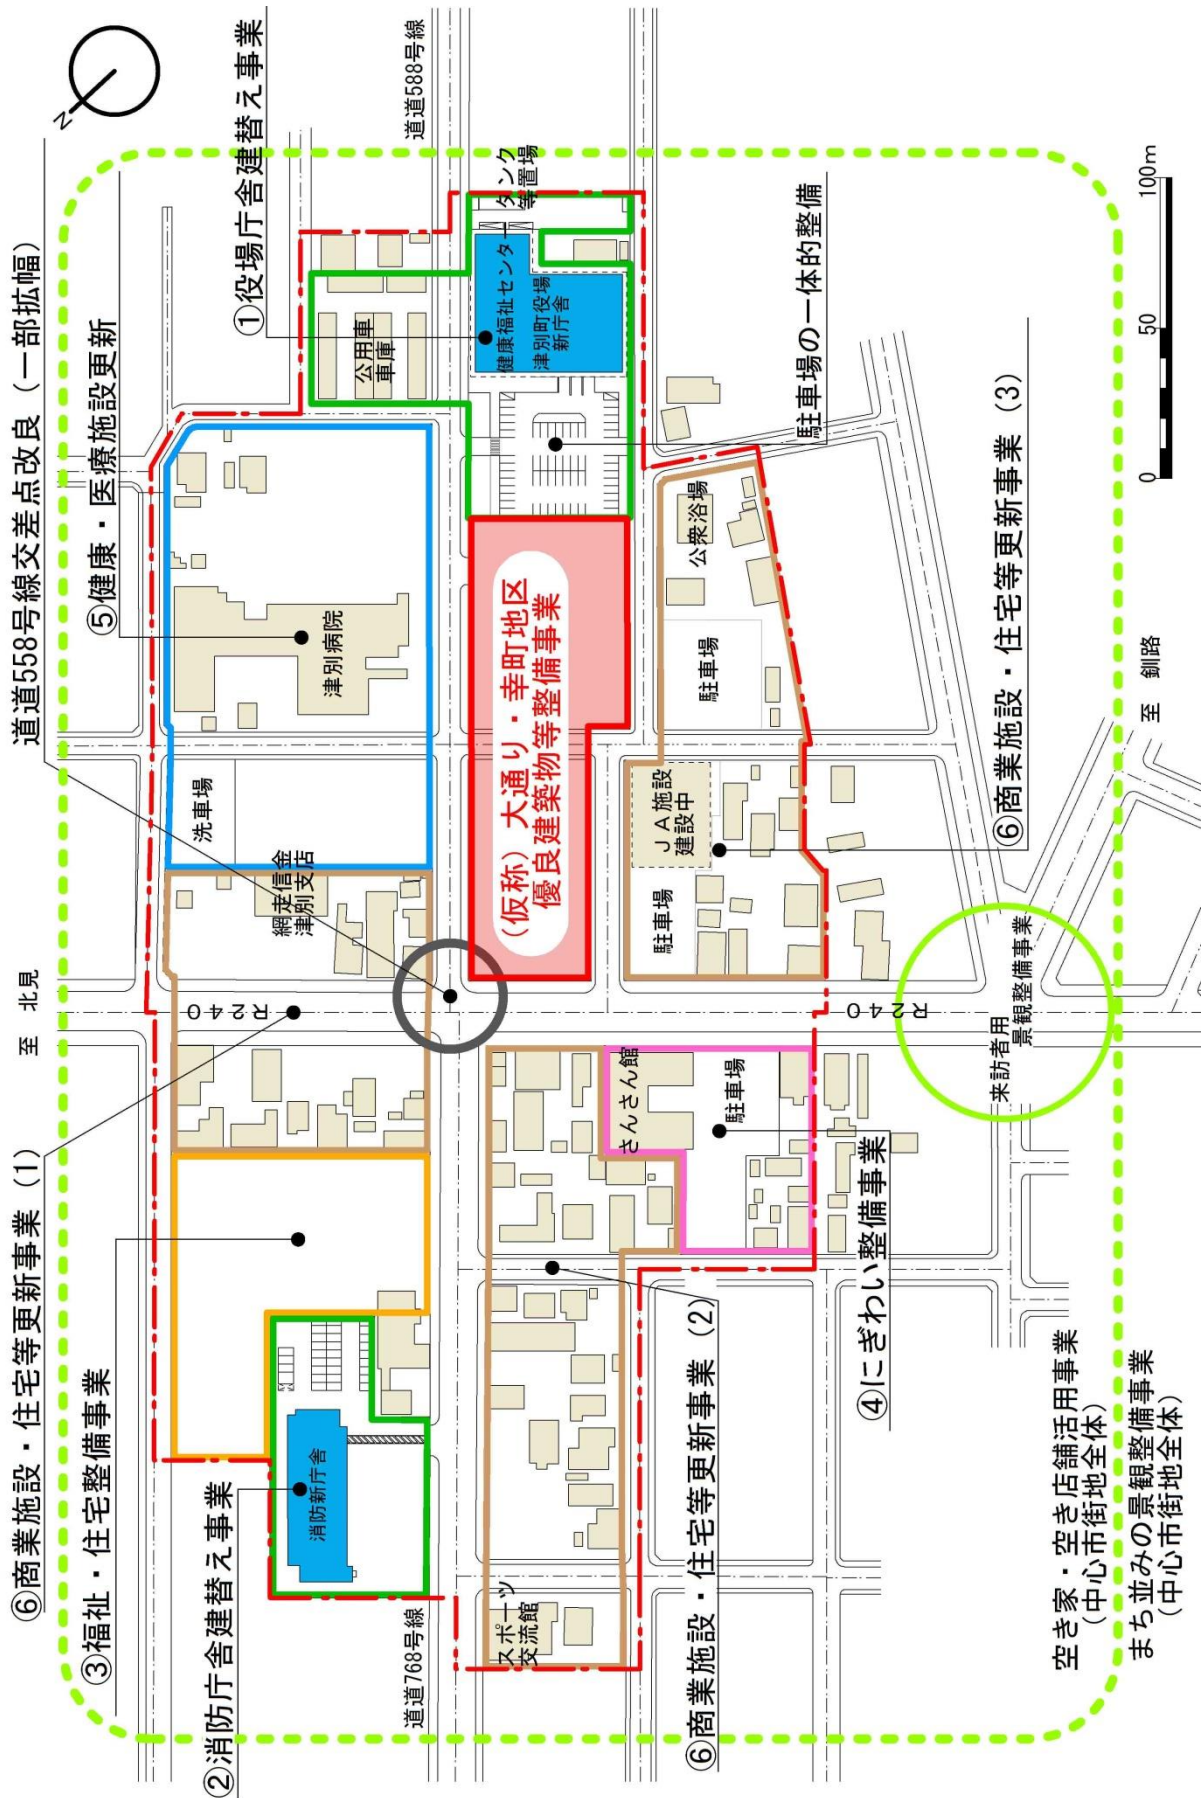 ⑥商業施設・住宅等更新事業（1）
③福祉・住宅整備事業
②消防庁舎建替え事業
道道558号線交差点改良（一部拡幅）
⑤健康・医療施設更新
①役場庁舎建替え事業
N
至 北見
R240
洗車場
網走信金
津別支店
津別病院
公用車
車庫
道道588号線
消防新庁舎
道道768号線
健康福祉センター
津別町役場
新庁舎
タンク
等置場
（仮称）大通り・幸町地区
優良建築物等整備事業
スポーツ
交流館
さんさん館
駐車場
駐車場
ＪＡ施設
建設中
駐車場
公衆浴場
駐車場の一体的整備
⑥商業施設・住宅等更新事業（2）
④にぎわい整備事業
R240
来訪者用
景観整備事業
⑥商業施設・住宅等更新事業（3）
至 釧路
空き家・空き店舗活用事業
（中心市街地全体）
まち並みの景観整備事業
（中心市街地全体）
0
50
100m